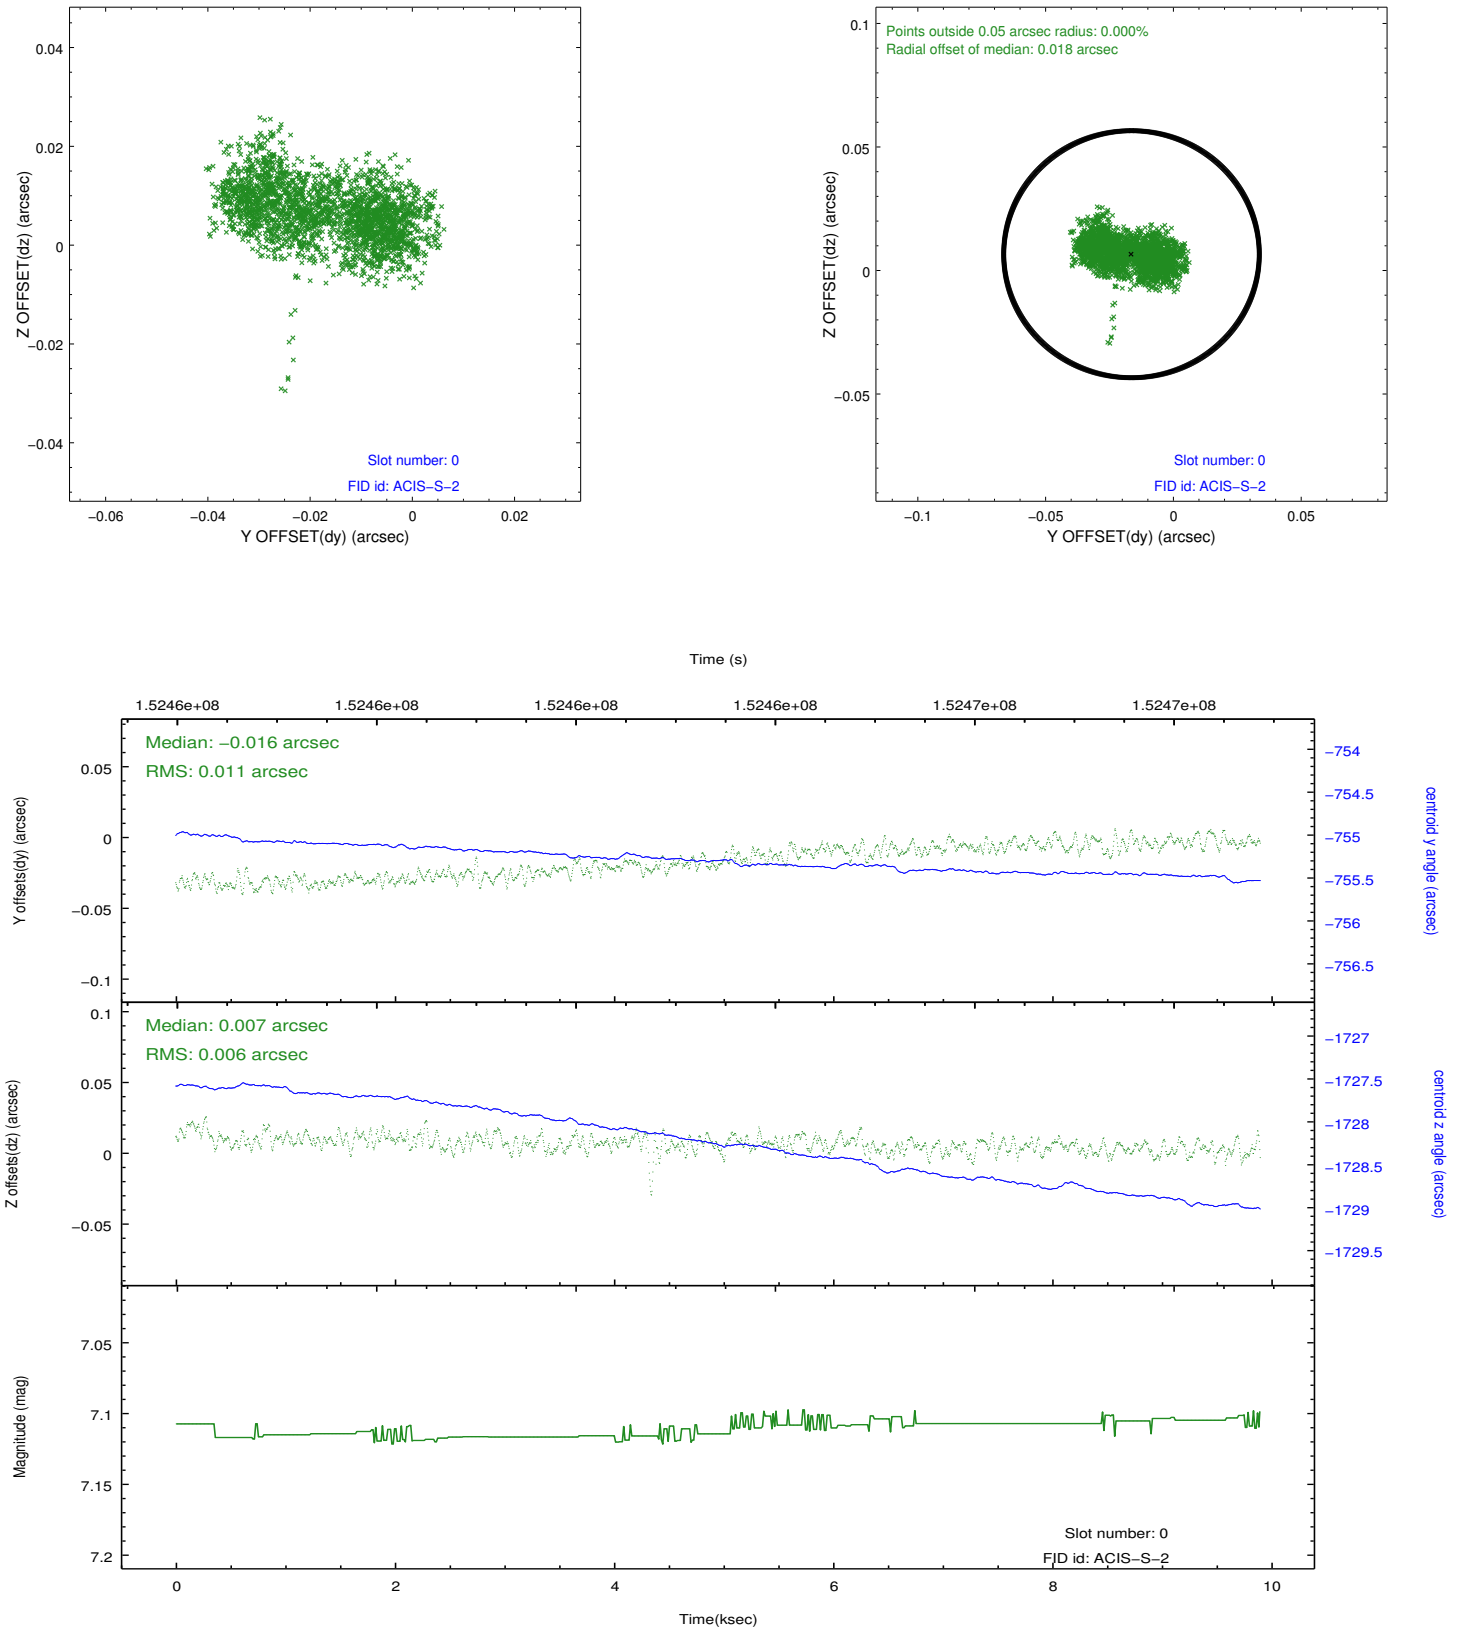 0.04
0.02
0
−0.02
−0.04
Z OFFSET(dz) (arcsec)
Slot number: 0
FID id: ACIS−S−2
−0.06
−0.04
−0.02
0
0.02
Y OFFSET(dy) (arcsec)
Points outside 0.05 arcsec radius: 0.000%
Radial offset of median: 0.018 arcsec
0.1
0.05
0
−0.05
Z OFFSET(dz) (arcsec)
Slot number: 0
FID id: ACIS−S−2
−0.1
−0.05
0
0.05
Y OFFSET(dy) (arcsec)
Time (s)
1.5246e+08
1.5246e+08
1.5246e+08
1.5246e+08
1.5247e+08
1.5247e+08
Median: −0.016 arcsec
RMS: 0.011 arcsec
0.05
0
−0.05
−0.1
Y offsets(dy) (arcsec)
−754
−754.5
−755
−755.5
−756
−756.5
centroid y angle (arcsec)
Median: 0.007 arcsec
RMS: 0.006 arcsec
0.1
0.05
0
−0.05
Z offsets(dz) (arcsec)
−1727
−1727.5
−1728
−1728.5
−1729
−1729.5
centroid z angle (arcsec)
7.05
7.1
7.15
7.2
Magnitude (mag)
Slot number: 0
FID id: ACIS−S−2
0
2
4
6
8
10
Time(ksec)